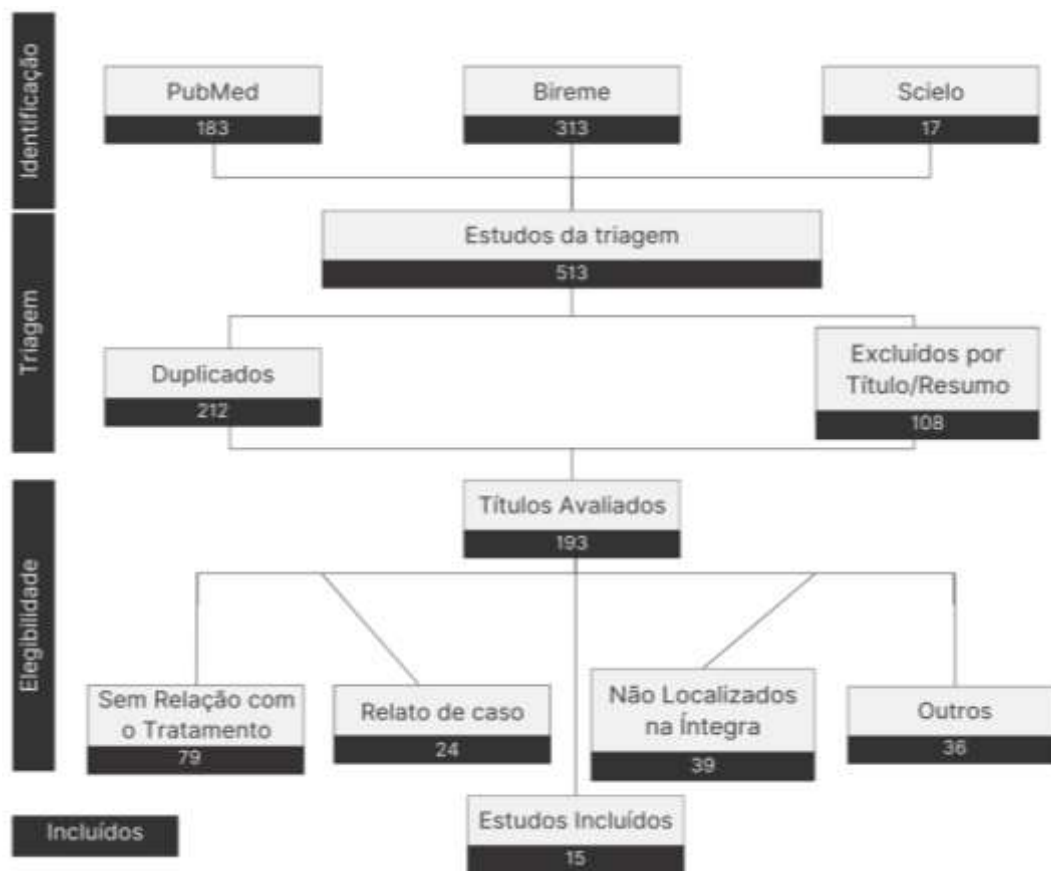 Identificação
PubMed
183
Bireme
313
Scielo
17
Triagem
Estudos da triagem
513
Duplicados
212
Excluídos por
Título/Resumo
108
Elegibilidade
Títulos Avaliados
193
Sem Relação com
o Tratamento
79
Relato de caso
24
Não Localizados
na Íntegra
39
Outros
36
Incluídos
Estudos Incluídos
15